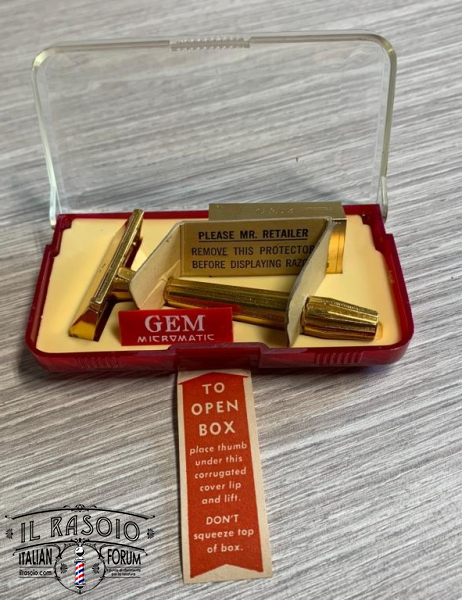 PLEASE MR. RETAILER
REMOVE THIS PROTECTOR
BEFORE DISPLAYING RAZO
GEM
MICROMATIC
TO
OPEN
BOX
place thumb
under this
corrugated
cover lip
and lift.
DON'T
squeeze top
of box.
IL RASOIO
ITALIAN FORUM
ilrasoio.com